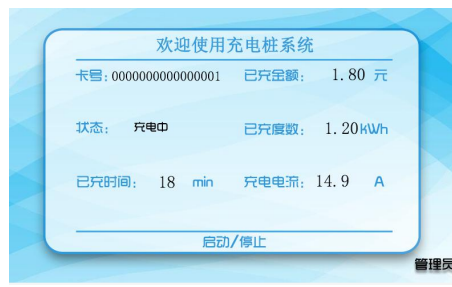 欢迎使用充电桩系统
卡号：0000000000000001 已充金额： 1.80 元
状态： 充电中 已充度数： 1.20kWh
已充时间： 18 min 充电电流：14.9 A
启动/停止
管理员